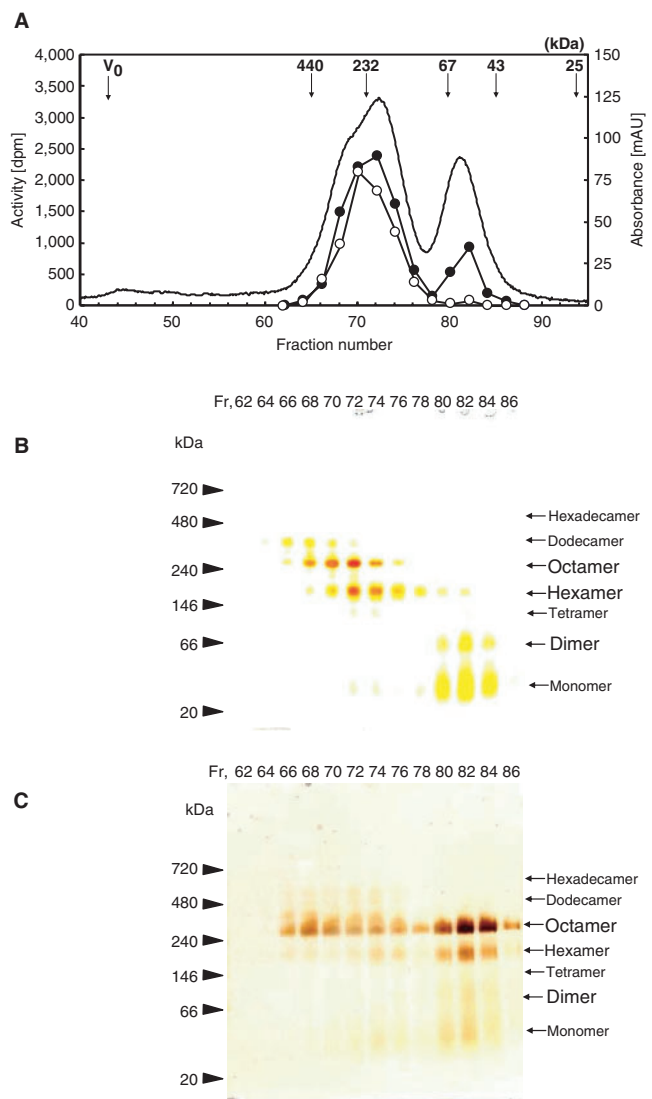 A
(kDa)
4,000
3,500
3,000
2,500
2,000
1,500
1,000
500
0
Activity [dpm]
V0
440
232
67
43
25
150
125
100
75
50
25
0
Absorbance [mAU]
40
50
60
70
80
90
Fraction number
Fr, 62 64 66 68 70 72 74 76 78 80 82 84 86
B
kDa
720
480
240
146
66
20
Hexadecamer
Dodecamer
Octamer
Hexamer
Tetramer
Dimer
Monomer
Fr, 62 64 66 68 70 72 74 76 78 80 82 84 86
C
kDa
720
480
240
146
66
20
Hexadecamer
Dodecamer
Octamer
Hexamer
Tetramer
Dimer
Monomer